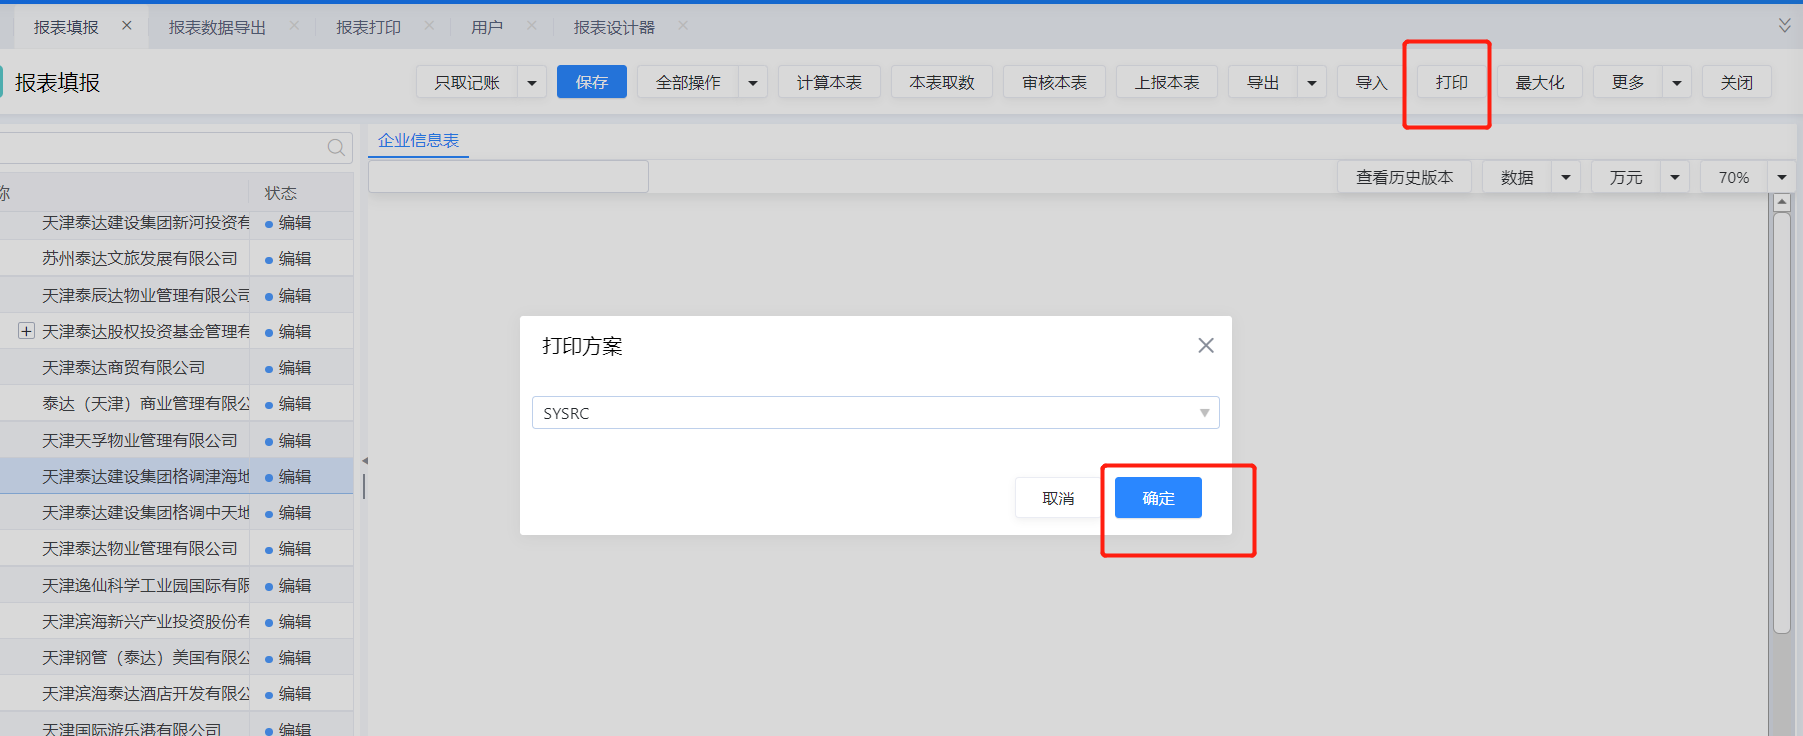 报表填报 报表数据导出 报表打印 用户 报表设计器
报表填报 只取记账 保存 全部操作 计算本表 本表取数 审核本表 上报本表 导出 导入 打印 最大化 更多 关闭
企业信息表
查看历史版本 数据 万元 70%
称 状态
天津泰达建设集团新河投资有 编辑
苏州泰达文旅发展有限公司 编辑
天津泰辰达物业管理有限公司 编辑
天津泰达股权投资基金管理有 编辑
天津泰达商贸有限公司 编辑
泰达（天津）商业管理有限公 编辑
天津天孚物业管理有限公司 编辑
天津泰达建设集团格调津海地 编辑
天津泰达建设集团格调中天地 编辑
天津泰达物业管理有限公司 编辑
天津逸仙科学工业园国际有限 编辑
天津滨海新兴产业投资股份有 编辑
天津钢管（泰达）美国有限公 编辑
天津滨海泰达酒店开发有限公 编辑
天津国际游乐港有限公司 编辑
打印方案
SYSRC
取消 确定